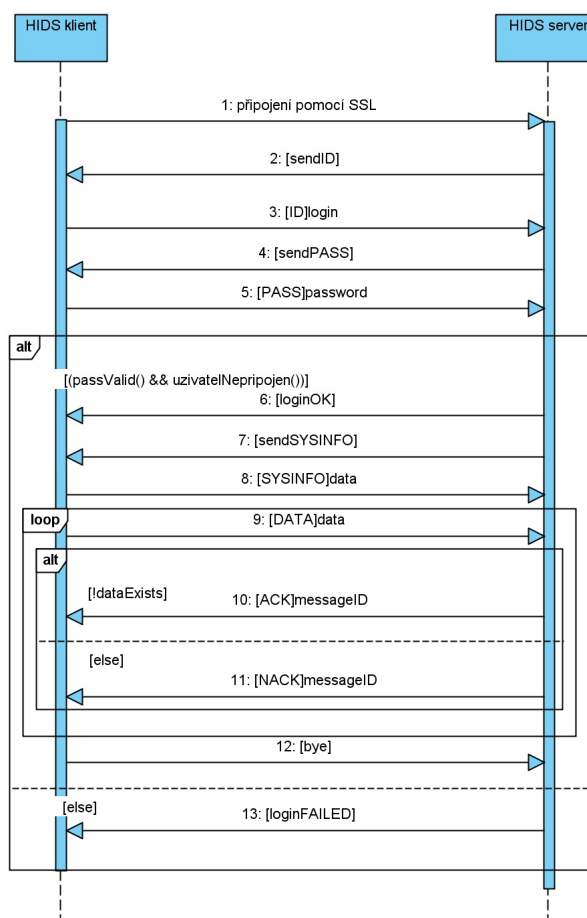 HIDS klient
HIDS server
1: připojení pomocí SSL
2: [sendID]
3: [ID]login
4: [sendPASS]
5: [PASS]password
alt
[(passValid() && uzivatelNepripojen())]
6: [loginOK]
7: [sendSYSINFO]
8: [SYSINFO]data
loop
9: [DATA]data
alt
[!dataExists]
10: [ACK]messageID
[else]
11: [NACK]messageID
12: [bye]
[else]
13: [loginFAILED]